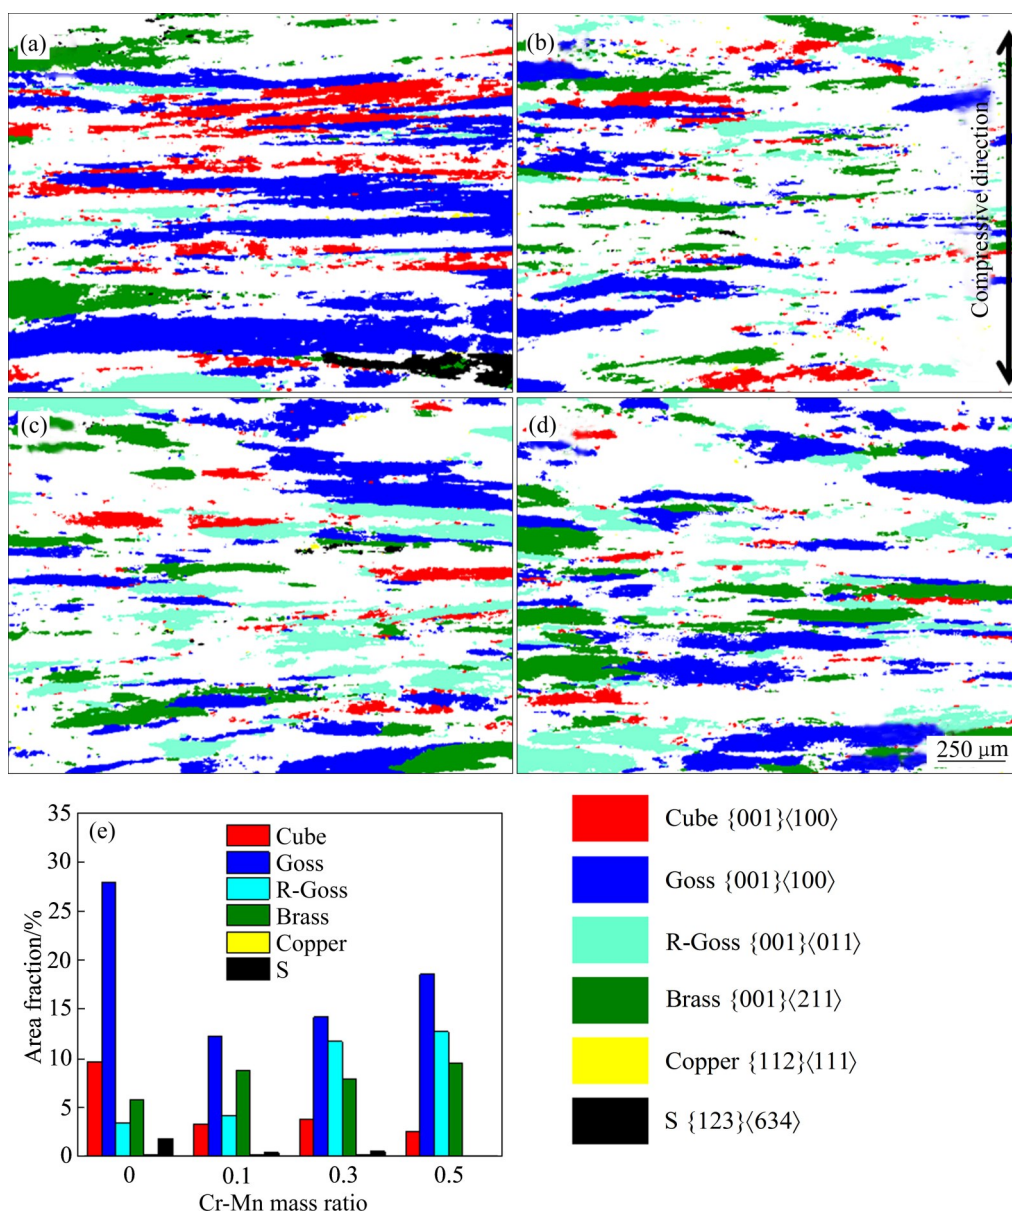 (a)
(b)
Compressive direction
(c)
(d)
250 μm
(e)
Cube
Goss
R-Goss
Brass
Copper
S
Area fraction/%
35
30
25
20
15
10
5
0
0 0.1 0.3 0.5
Cr-Mn mass ratio
Cube {001}⟨100⟩
Goss {001}⟨100⟩
R-Goss {001}⟨011⟩
Brass {001}⟨211⟩
Copper {112}⟨111⟩
S {123}⟨634⟩